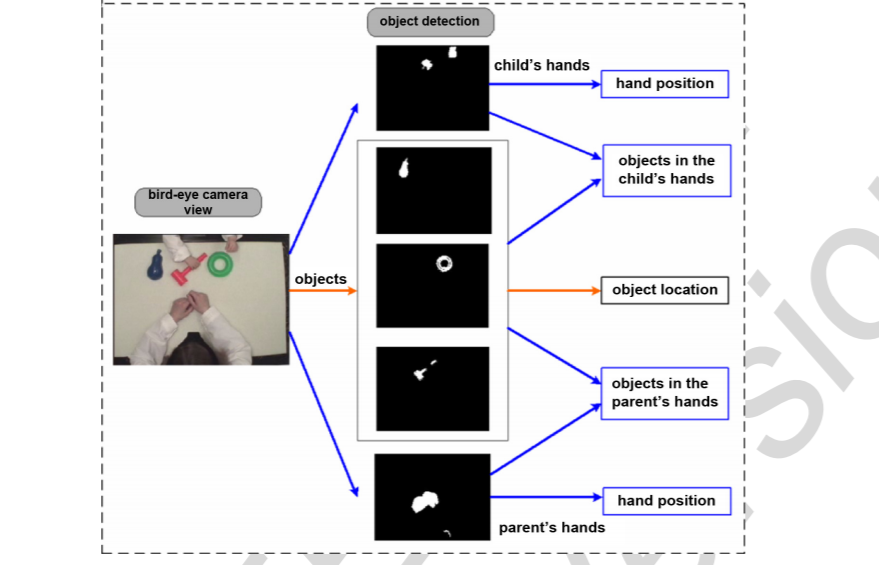 object detection
child's hands
hand position
objects in the
child's hands
bird-eye camera
view
objects
object location
objects in the
parent's hands
hand position
parent's hands